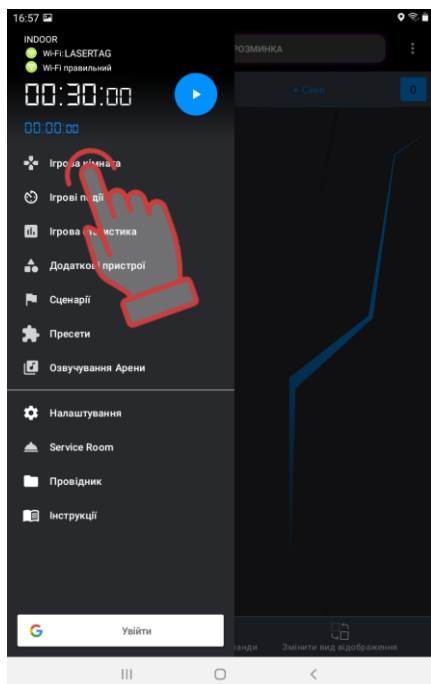 16:57
INDOOR
Wi-Fi: LASERTAG
Wi-Fi правильний
РОЗМИНКА
00:30:00
+ Сині
0
00:00:00
Ігрова кімната
Ігрові події
Ігрова статистика
Додаткові пристрої
Сценарії
Пресети
Озвучування Арени
Налаштування
Service Room
Провідник
Інструкції
G
Увійти
Змінити вид відображення